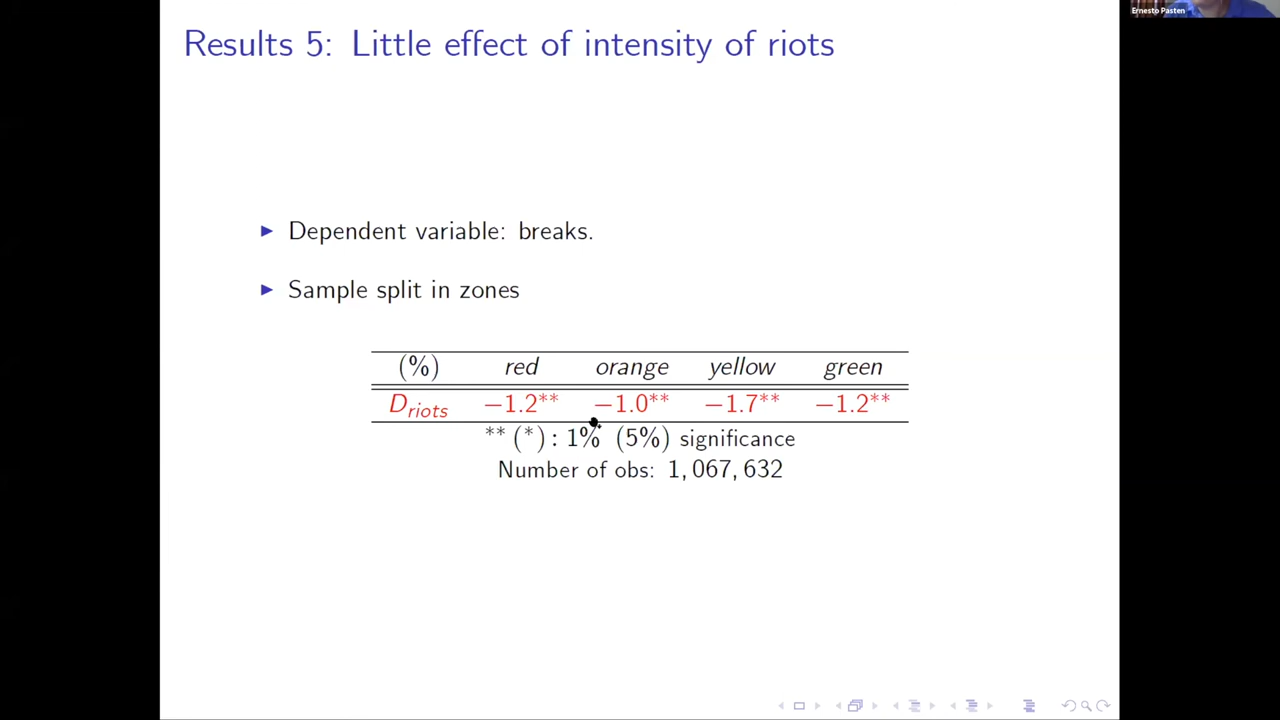 Ernesto Pasten
Results 5: Little effect of intensity of riots
Dependent variable: breaks.
Sample split in zones
(%) red orange yellow green
D_riots −1.2** −1.0** −1.7** −1.2**
** (*) : 1% (5%) significance
Number of obs: 1, 067, 632